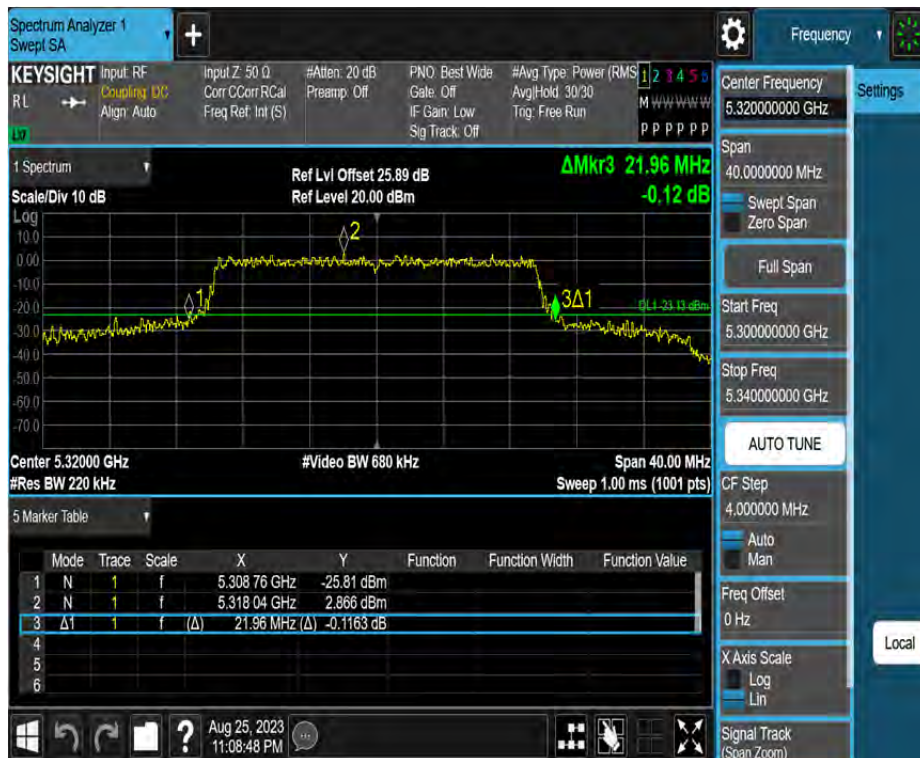 Spectrum Analyzer 1
Swept SA
+
Frequency
KEYSIGHT
RL
LXI
Input: RF
Coupling: DC
Align: Auto
Input Z: 50 Ω
Corr CCorr RCal
Freq Ref: Int (S)
#Atten: 20 dB
Preamp: Off
PNO: Best Wide
Gate: Off
IF Gain: Low
Sig Track: Off
#Avg Type: Power (RMS
Avg|Hold: 30/30
Trig: Free Run
1 2 3 4 5 6
M W W W W W
P P P P P P
1 Spectrum
Scale/Div 10 dB
Ref Lvl Offset 25.89 dB
Ref Level 20.00 dBm
ΔMkr3 21.96 MHz
-0.12 dB
Log
10.0
0.00
-10.0
-20.0
-30.0
-40.0
-50.0
-60.0
-70.0
2
1
3Δ1
DL1 -23.13 dBm
Center 5.32000 GHz
#Video BW 680 kHz
Span 40.00 MHz
#Res BW 220 kHz
Sweep 1.00 ms (1001 pts)
5 Marker Table
Mode Trace Scale X Y Function Function Width Function Value
1 N 1 f 5.308 76 GHz -25.81 dBm
2 N 1 f 5.318 04 GHz 2.866 dBm
3 Δ1 1 f (Δ) 21.96 MHz (Δ) -0.1163 dB
4
5
6
Aug 25, 2023
11:08:48 PM
?
Center Frequency
5.320000000 GHz
Span
40.0000000 MHz
Swept Span
Zero Span
Full Span
Start Freq
5.300000000 GHz
Stop Freq
5.340000000 GHz
AUTO TUNE
CF Step
4.000000 MHz
Auto
Man
Freq Offset
0 Hz
X Axis Scale
Log
Lin
Signal Track
(Span Zoom)
Settings
Local